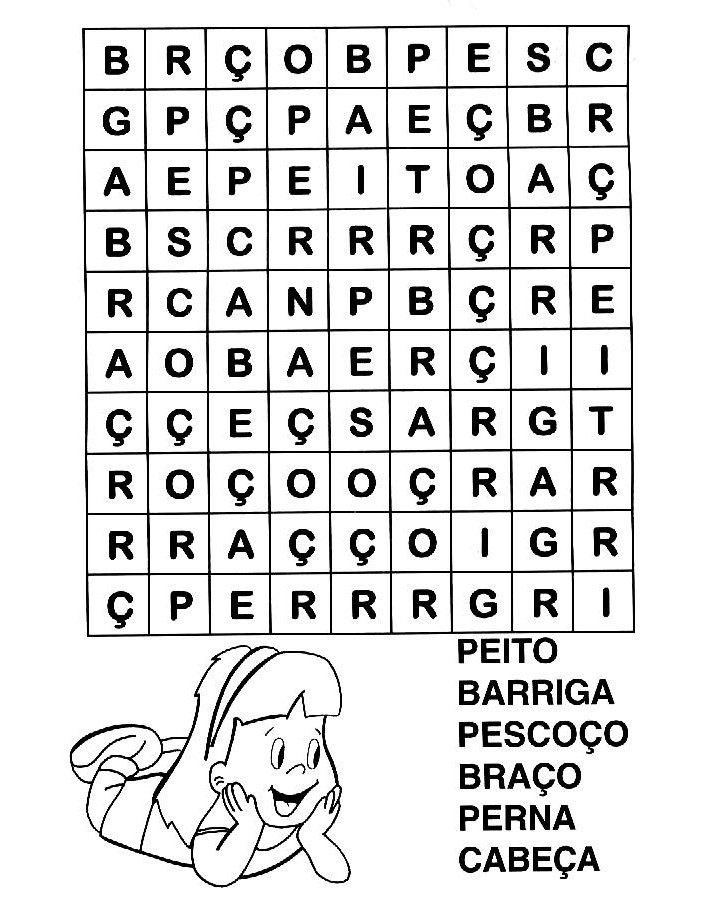 B R Ç O B P E S C
G P Ç P A E Ç B R
A E P E I T O A Ç
B S C R R R Ç R P
R C A N P B Ç R E
A O B A E R Ç I I
Ç Ç E Ç S A R G T
R O Ç O O Ç R A R
R R A Ç Ç O I G R
Ç P E R R R G R I
PEITO
BARRIGA
PESCOÇO
BRAÇO
PERNA
CABEÇA